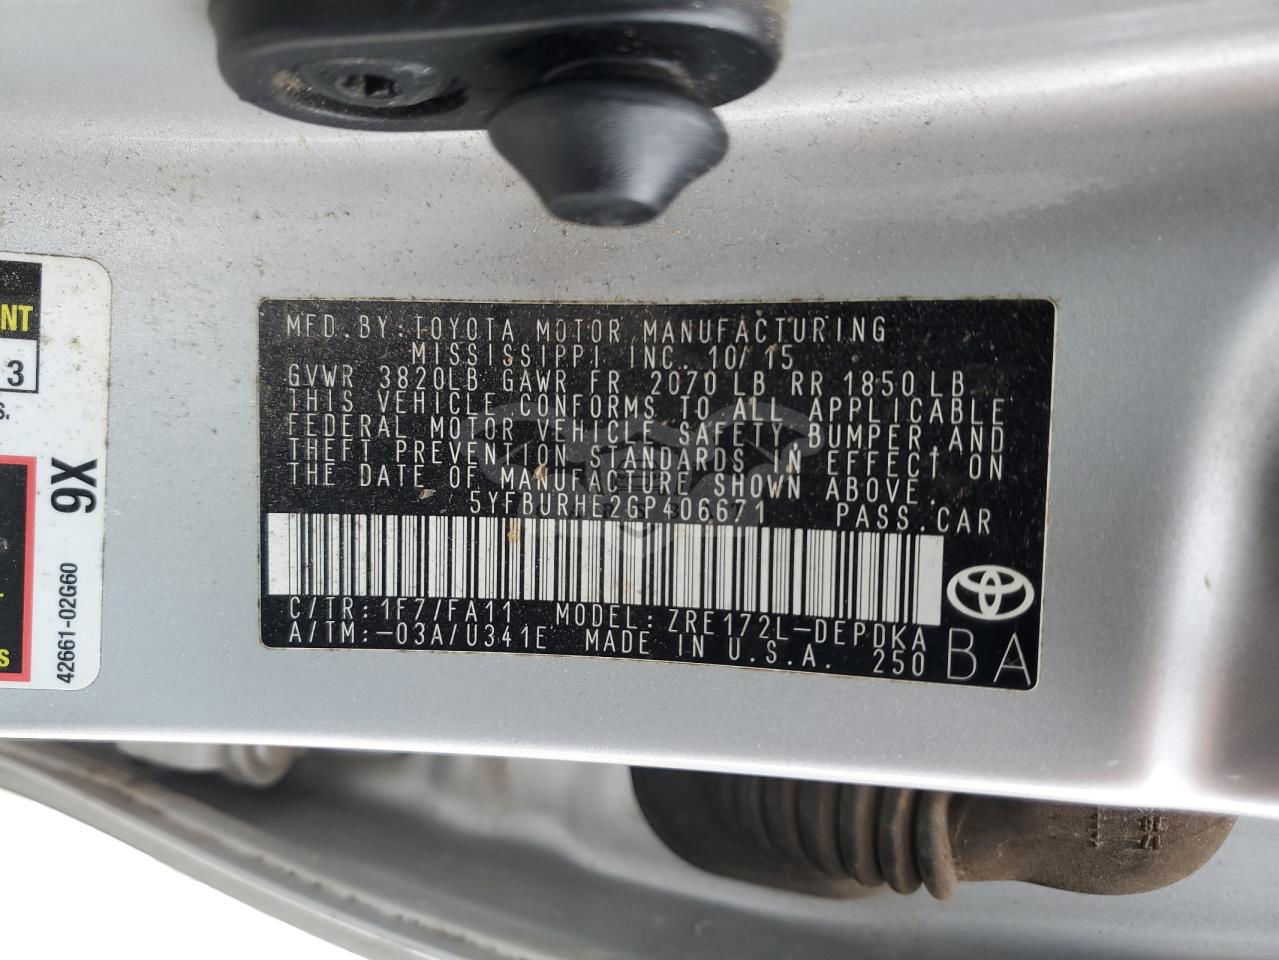 MFD. BY: TOYOTA MOTOR MANUFACTURING
MISSISSIPPI INC. 10/15
GVWR 3820LB GAWR FR 2070 LB RR 1850 LB
THIS VEHICLE CONFORMS TO ALL APPLICABLE
FEDERAL MOTOR VEHICLE SAFETY, BUMPER, AND
THEFT PREVENTION STANDARDS IN EFFECT ON
THE DATE OF MANUFACTURE SHOWN ABOVE.
5YFBURHE2GP406671 PASS.CAR
C/TR: 1F7/FA11 MODEL: ZRE172L-DEPDKA
A/TM: -03A/U341E MADE IN U.S.A. 250 BA
NT
3
S.
9X
42661-02G60
S